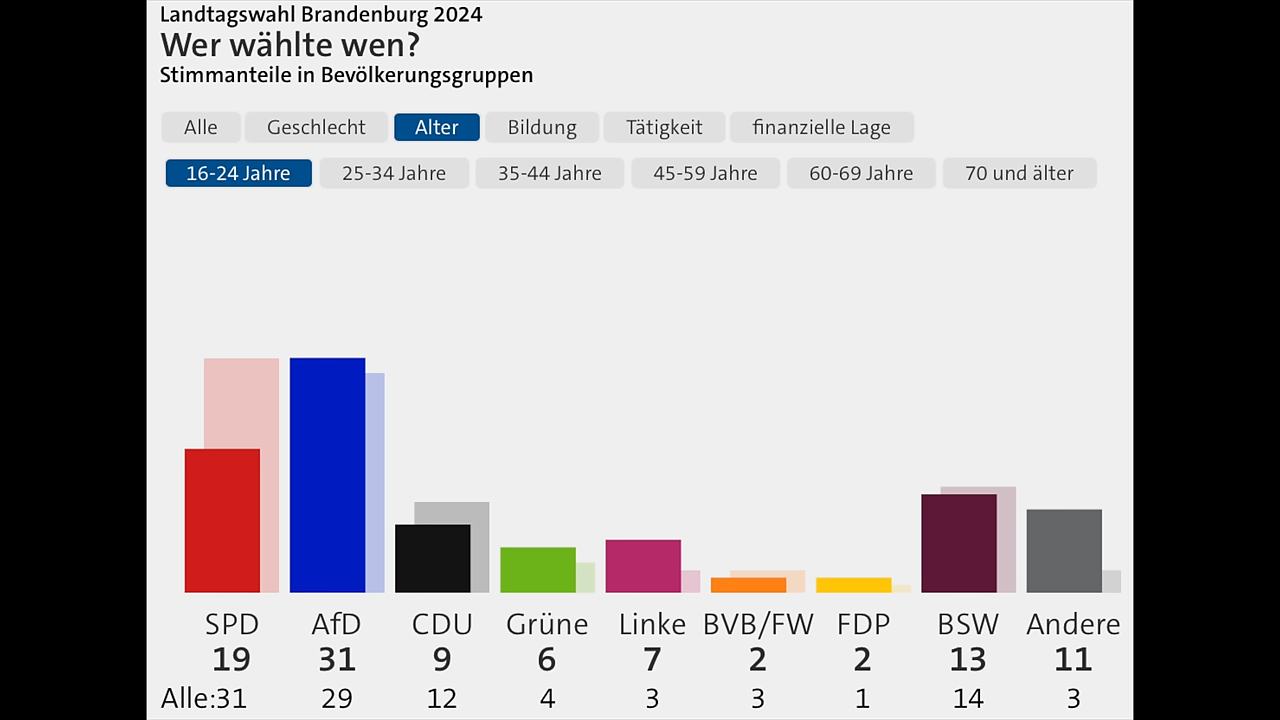 Landtagswahl Brandenburg 2024
Wer wählte wen?
Stimmanteile in Bevölkerungsgruppen
Alle Geschlecht Alter Bildung Tätigkeit finanzielle Lage
16-24 Jahre 25-34 Jahre 35-44 Jahre 45-59 Jahre 60-69 Jahre 70 und älter
SPD AfD CDU Grüne Linke BVB/FW FDP BSW Andere
19 31 9 6 7 2 2 13 11
Alle:31 29 12 4 3 3 1 14 3